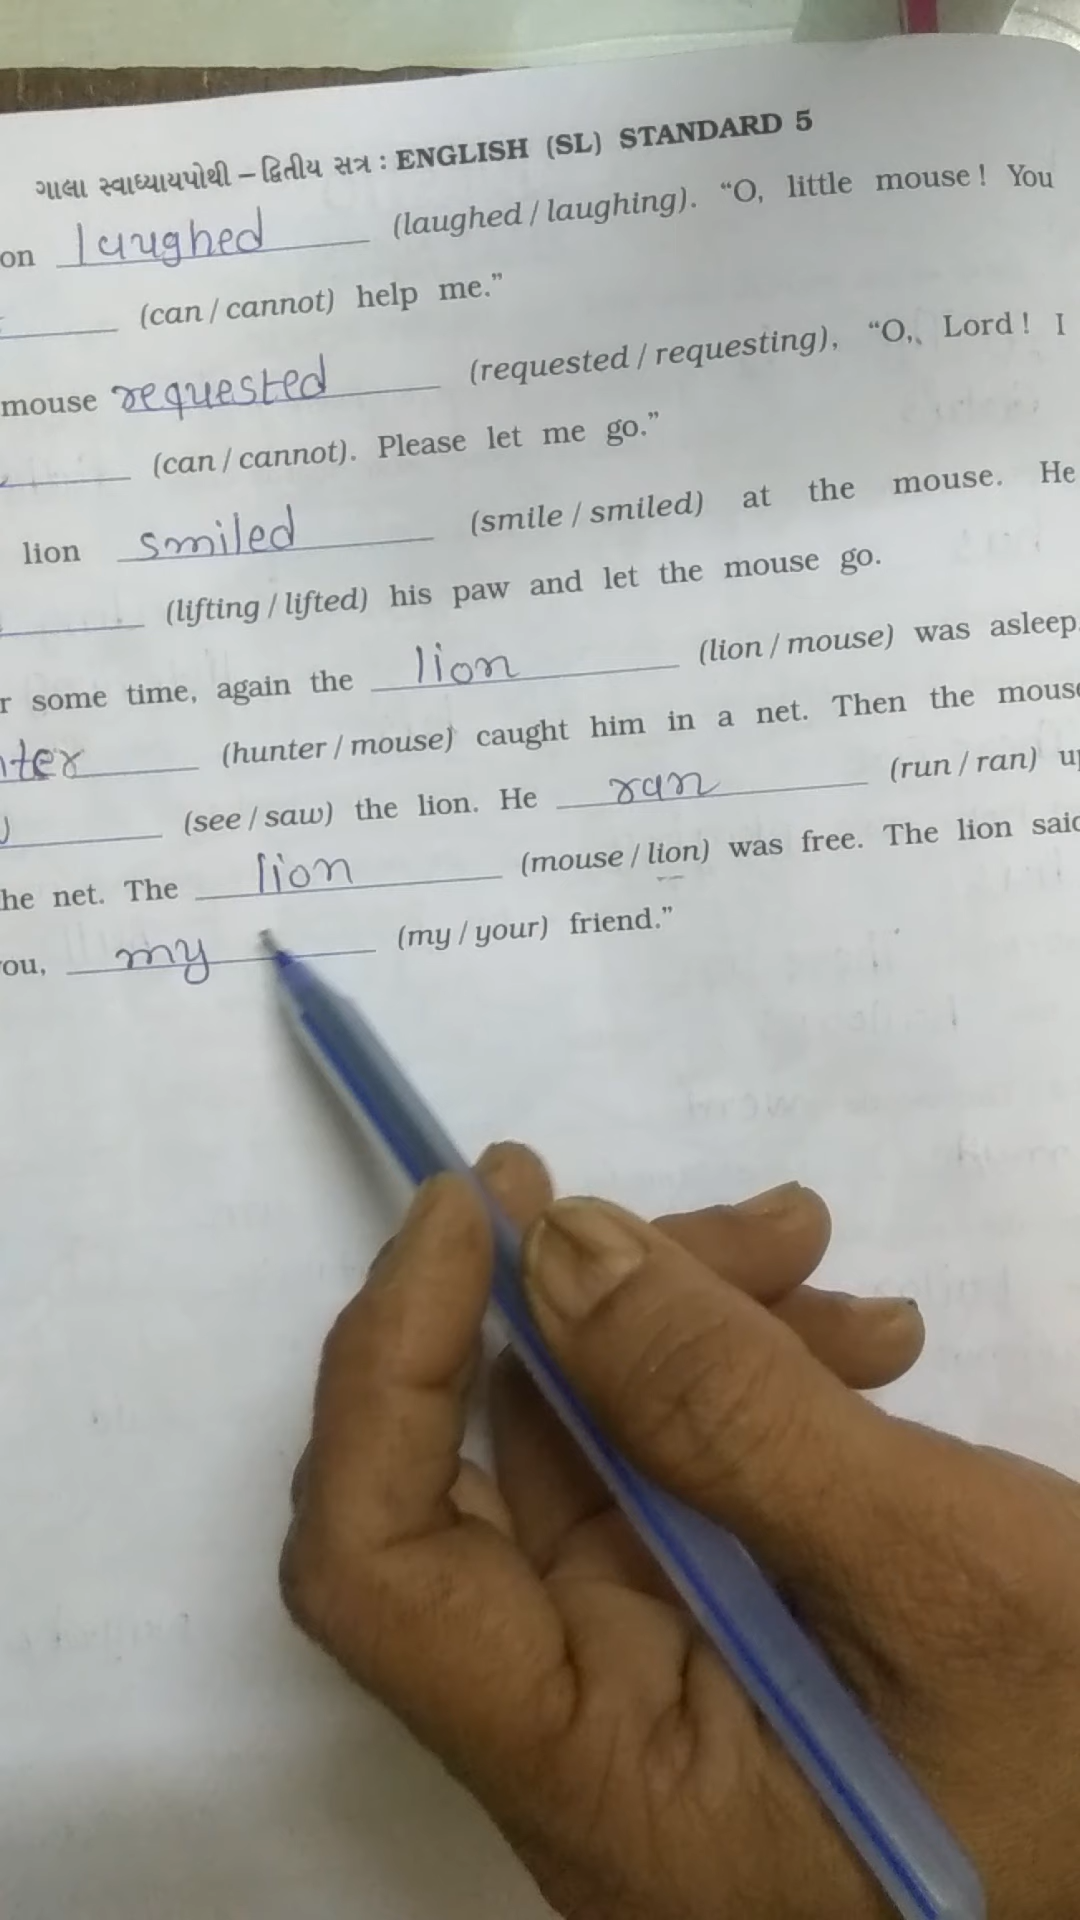 ગાલા સ્વાધ્યાયપોથી – દ્વિતીય સત્ર : ENGLISH (SL) STANDARD 5
on laughed (laughed / laughing). “O, little mouse! You
(can / cannot) help me.”
mouse requested (requested / requesting), “O, Lord! I
(can / cannot). Please let me go.”
lion smiled (smile / smiled) at the mouse. He
(lifting / lifted) his paw and let the mouse go.
r some time, again the lion (lion / mouse) was asleep.
nter (hunter / mouse) caught him in a net. Then the mouse
(see / saw) the lion. He ran (run / ran) up
he net. The lion (mouse / lion) was free. The lion said
ou, my (my / your) friend.”